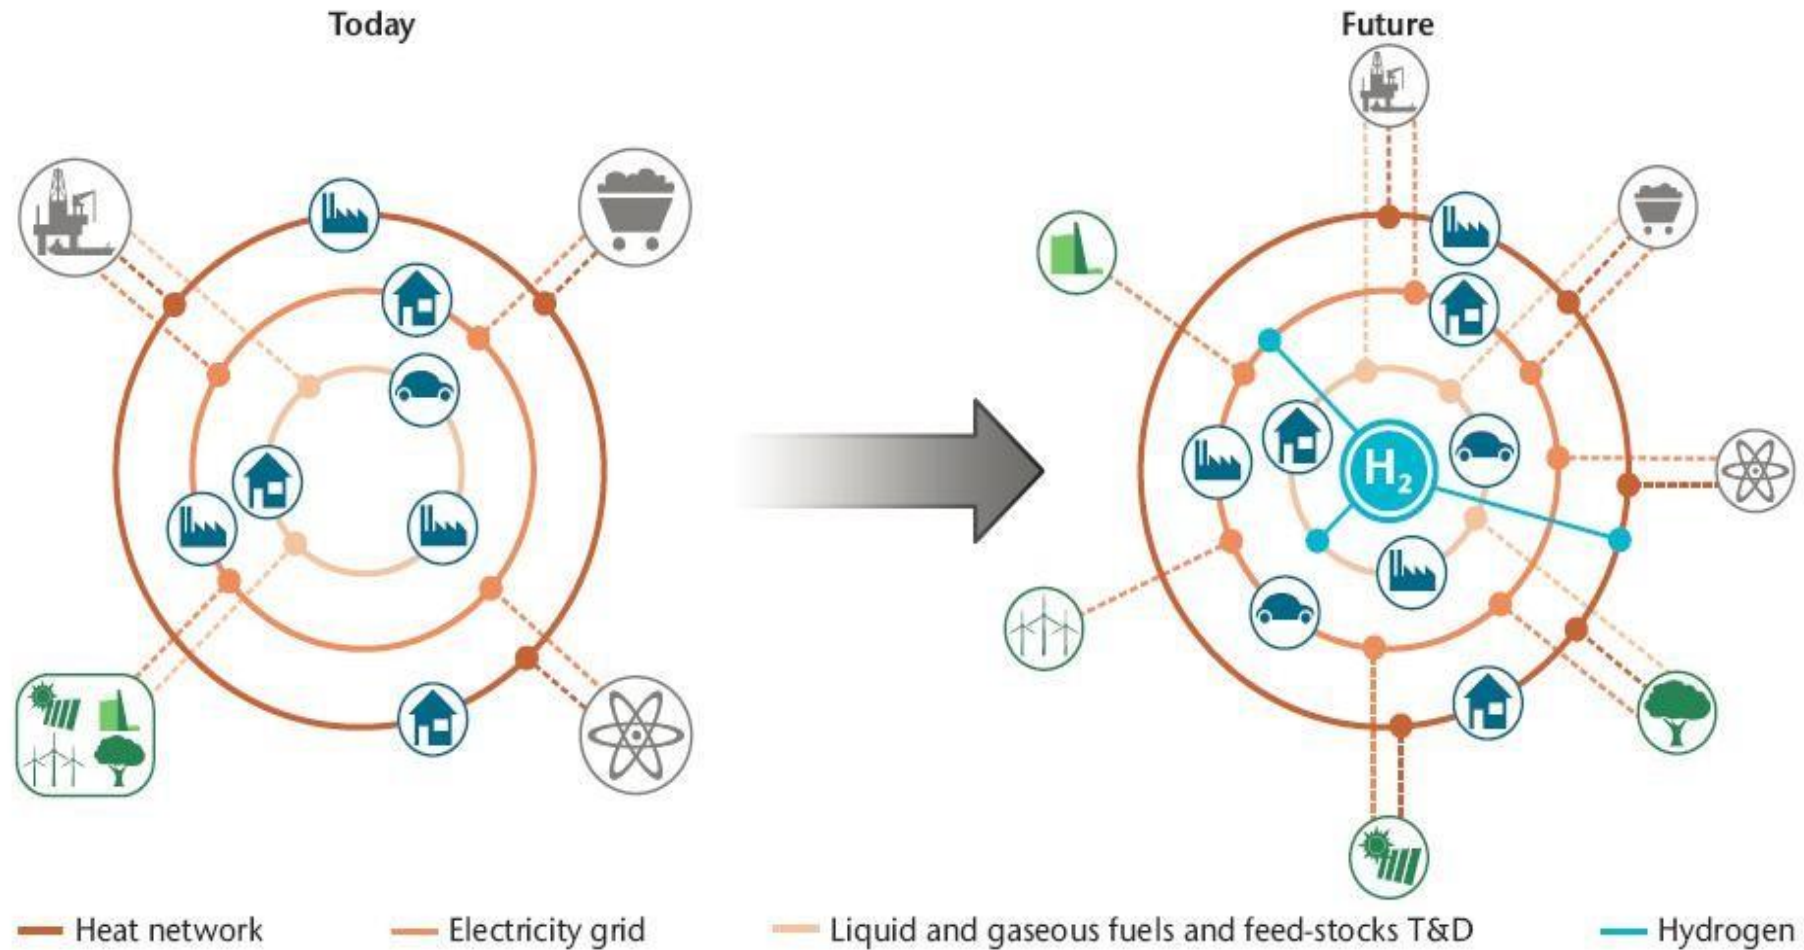 Today
Future
H₂
Heat network
Electricity grid
Liquid and gaseous fuels and feed-stocks T&D
Hydrogen